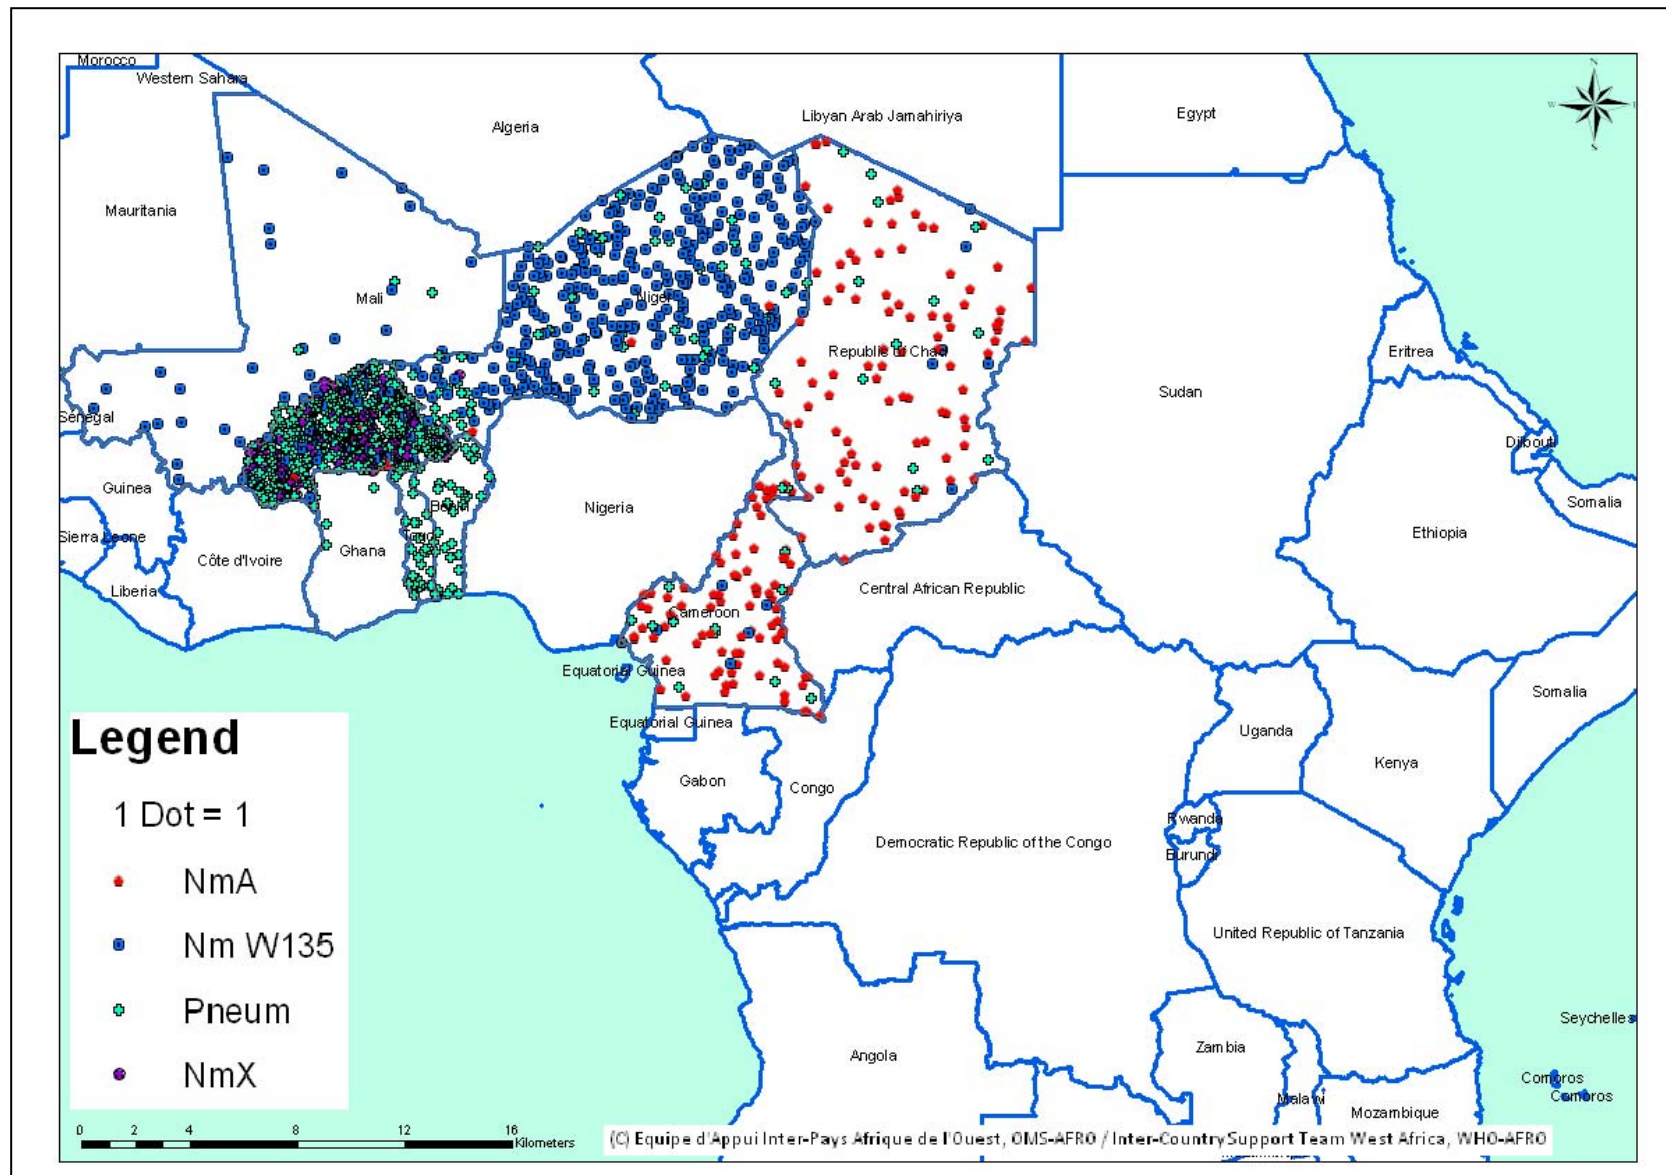 Morocco
Western Sahara
Algeria
Libyan Arab Jamahiriya
Egypt
N
W
Mauritania
Mali
Niger
Republic of Chad
Sudan
Eritrea
Senegal
Djibouti
Guinea
Nigeria
Benin
Somalia
Sierra Leone
Togo
Ghana
Côte d'Ivoire
Ethiopia
Liberia
Cameroon
Central African Republic
Equatorial Guinea
Somalia
Equatorial Guinea
Uganda
Kenya
Gabon
Congo
Rwanda
Democratic Republic of the Congo
Burundi
United Republic of Tanzania
Seychelles
Angola
Zambia
Comoros
Comoros
Malawi
Mozambique
Legend
1 Dot = 1
NmA
Nm W135
Pneum
NmX
0 2 4 8 12 16
Kilometers
(C) Equipe d'Appui Inter-Pays Afrique de l'Ouest, OMS-AFRO / Inter-Country Support Team West Africa, WHO-AFRO